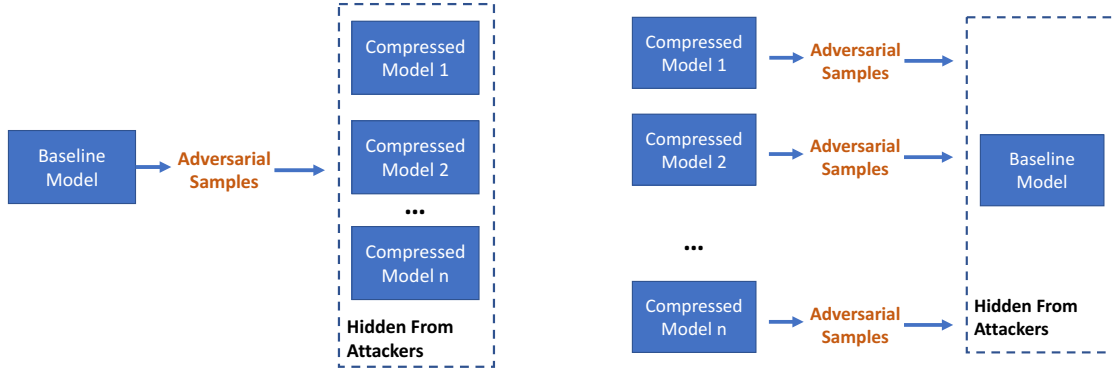 Baseline
Model
Adversarial
Samples
Compressed
Model 1
Compressed
Model 2
...
Compressed
Model n
Hidden From
Attackers
Compressed
Model 1
Adversarial
Samples
Compressed
Model 2
Adversarial
Samples
...
Compressed
Model n
Adversarial
Samples
Baseline
Model
Hidden From
Attackers